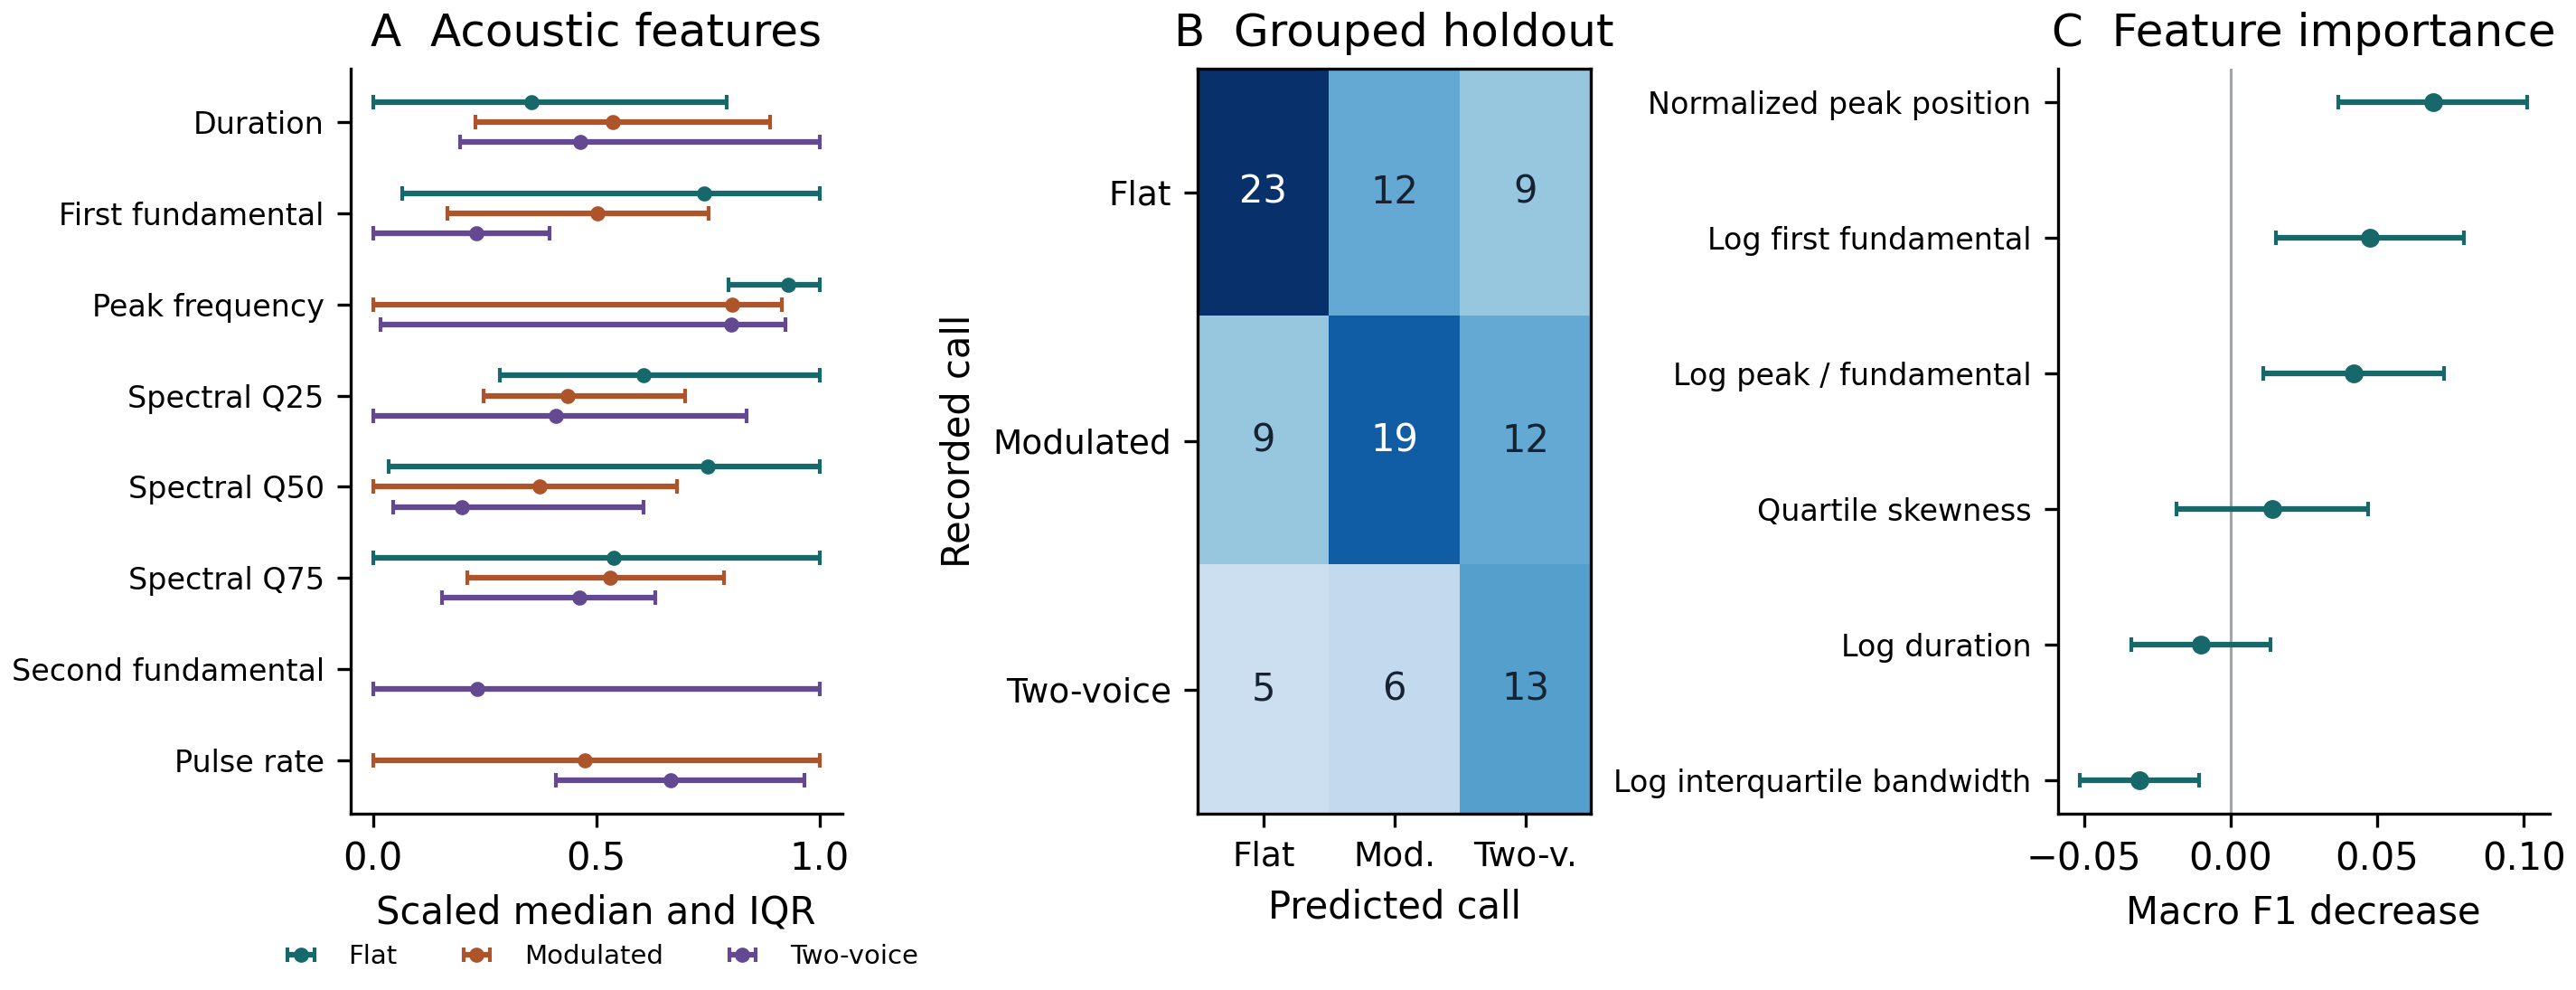 A Acoustic features
Duration
First fundamental
Peak frequency
Spectral Q25
Spectral Q50
Spectral Q75
Second fundamental
Pulse rate
0.0 0.5 1.0
Scaled median and IQR
Flat Modulated Two-voice
B Grouped holdout
Recorded call
Flat 23 12 9
Modulated 9 19 12
Two-voice 5 6 13
Flat Mod. Two-v.
Predicted call
C Feature importance
Normalized peak position
Log first fundamental
Log peak / fundamental
Quartile skewness
Log duration
Log interquartile bandwidth
−0.05 0.00 0.05 0.10
Macro F1 decrease